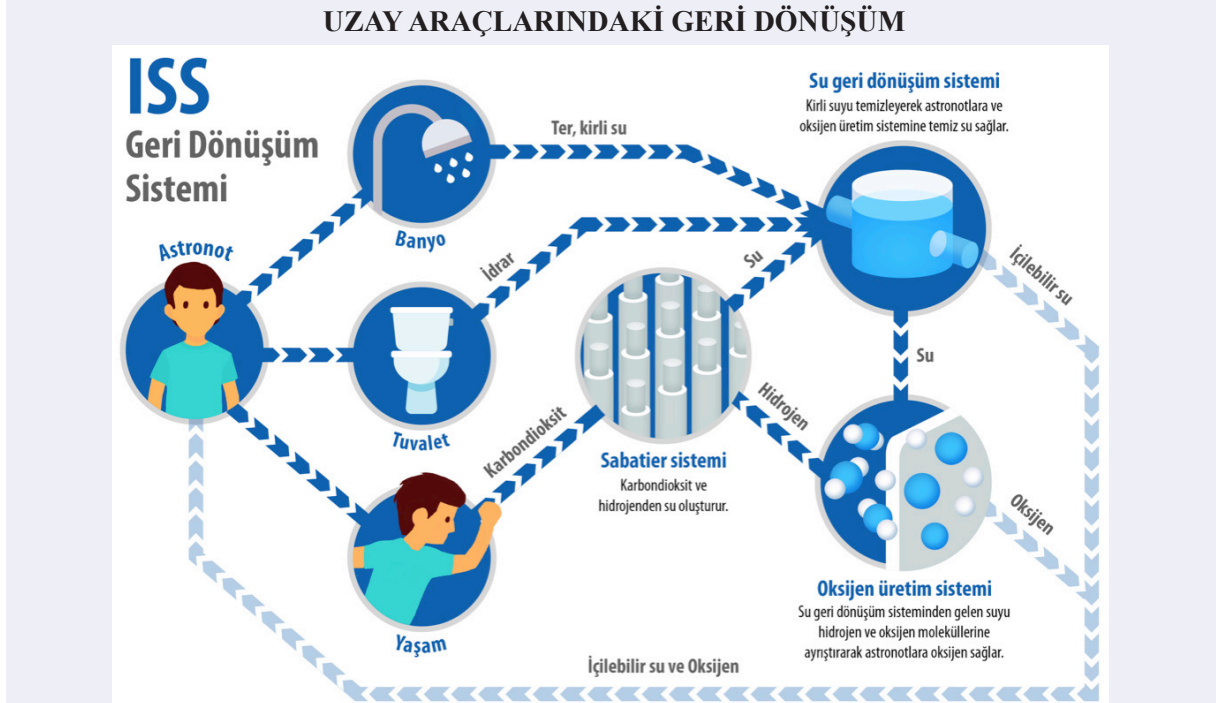 UZAY ARAÇLARINDAKİ GERİ DÖNÜŞÜM
ISS
Geri Dönüşüm
Sistemi
Astronot
Banyo
Ter, kirli su
Su geri dönüşüm sistemi
Kirli suyu temizleyerek astronotlara ve
oksijen üretim sistemine temiz su sağlar.
İdrar
Tuvalet
Su
İçilebilir su
Su
Karbondioksit
Yaşam
Sabatier sistemi
Karbondioksit ve
hidrojenden su oluşturur.
Hidrojen
Oksijen
Oksijen üretim sistemi
Su geri dönüşüm sisteminden gelen suyu
hidrojen ve oksijen moleküllerine
ayrıştırarak astronotlara oksijen sağlar.
İçilebilir su ve Oksijen